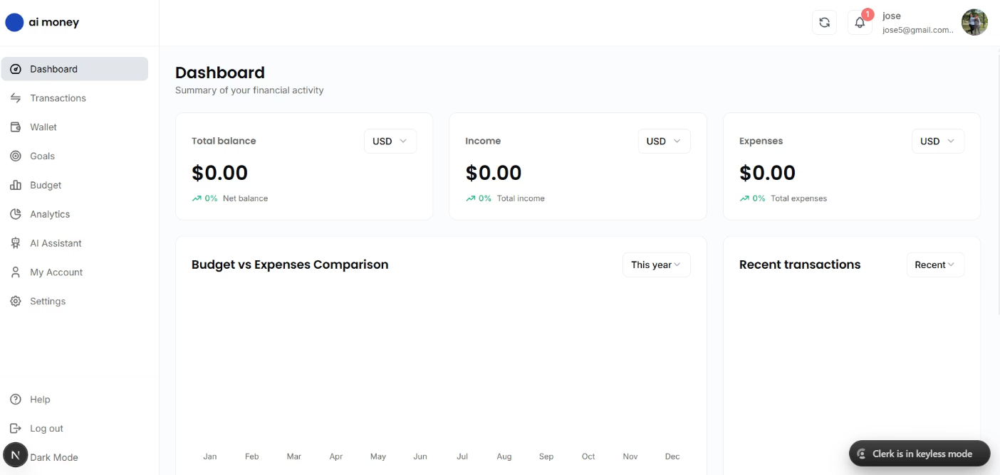 ai money
1
jose
jose5@gmail.com..
Dashboard
Transactions
Wallet
Goals
Budget
Analytics
AI Assistant
My Account
Settings
Help
Log out
N
Dark Mode
Dashboard
Summary of your financial activity
Total balance
USD
$0.00
0% Net balance
Income
USD
$0.00
0% Total income
Expenses
USD
$0.00
0% Total expenses
Budget vs Expenses Comparison
This year
Jan Feb Mar Apr May Jun Jul Aug Sep Oct Nov Dec
Recent transactions
Recent
Clerk is in keyless mode